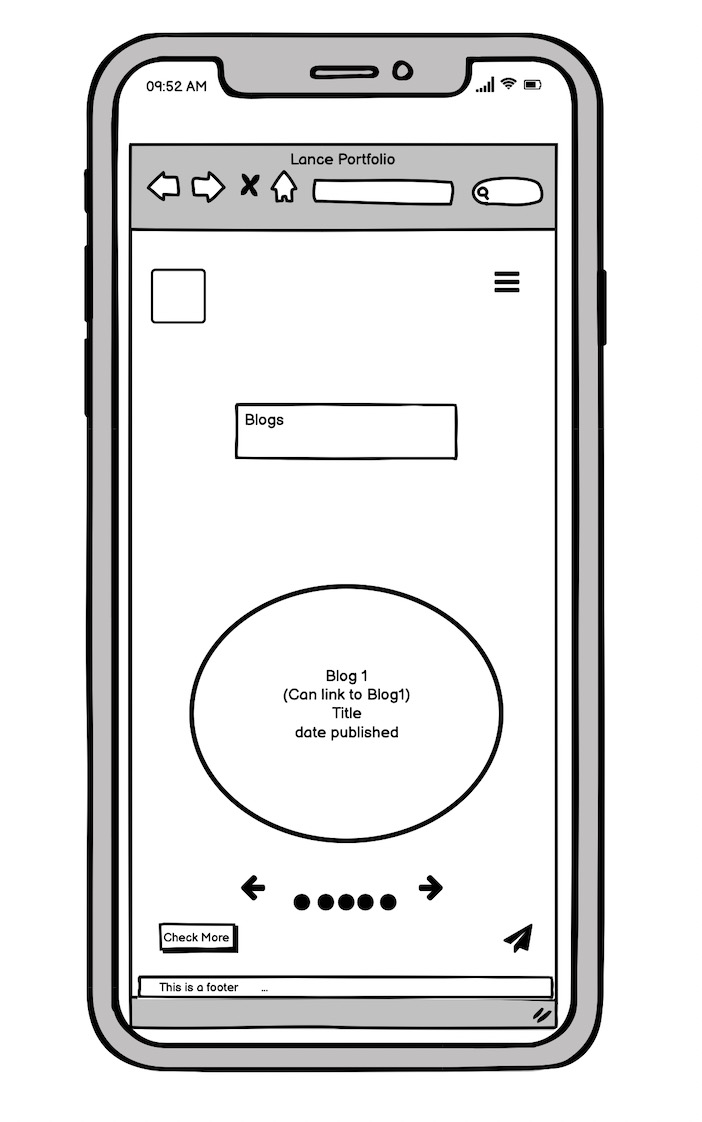 09:52 AM
Lance Portfolio
Blogs
Blog 1
(Can link to Blog1)
Title
date published
Check More
This is a footer ...